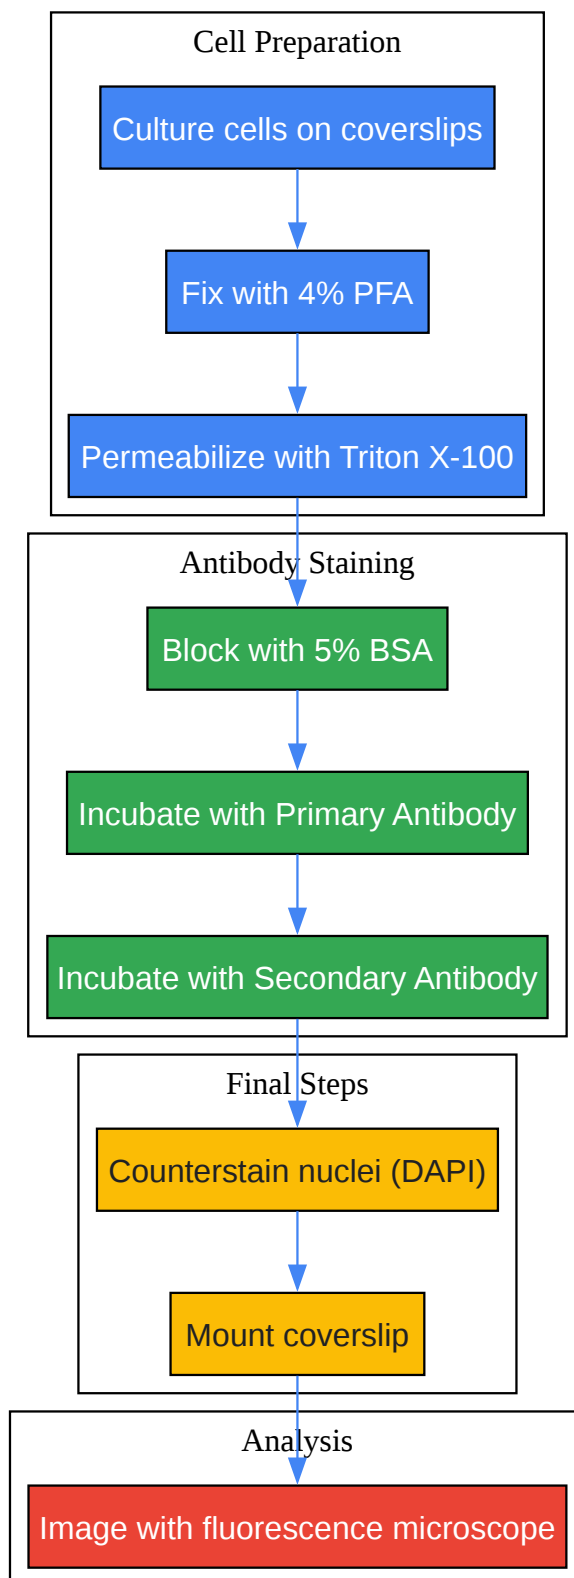 Cell Preparation
Culture cells on coverslips
Fix with 4% PFA
Permeabilize with Triton X-100
Antibody Staining
Block with 5% BSA
Incubate with Primary Antibody
Incubate with Secondary Antibody
Final Steps
Counterstain nuclei (DAPI)
Mount coverslip
Analysis
Image with fluorescence microscope